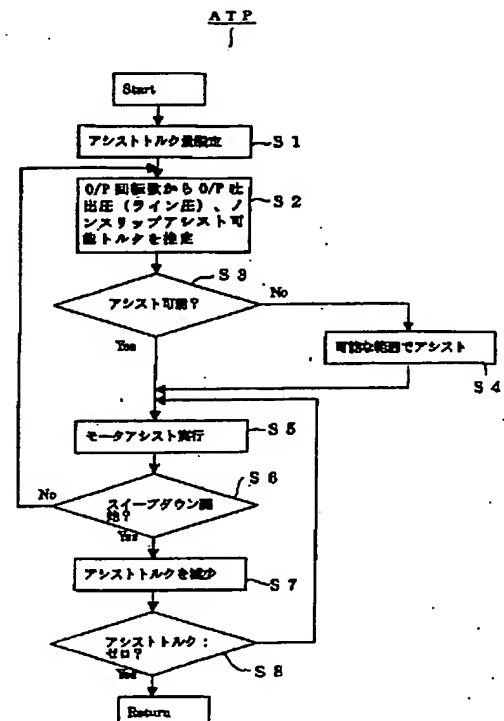 ATP
Start
アシストトルク量設定
S1
O/P回転数からO/P吐
出圧（ライン圧）、ノ
ンスリップアシスト可
能トルクを推定
S2
S3
アシスト可能？
No
Yes
可能な範囲でアシスト
S4
モータアシスト実行
S5
S6
No
スイープダウン開
始？
Yes
アシストトルクを減少
S7
アシストトルク：
ゼロ？
S8
Yes
Return